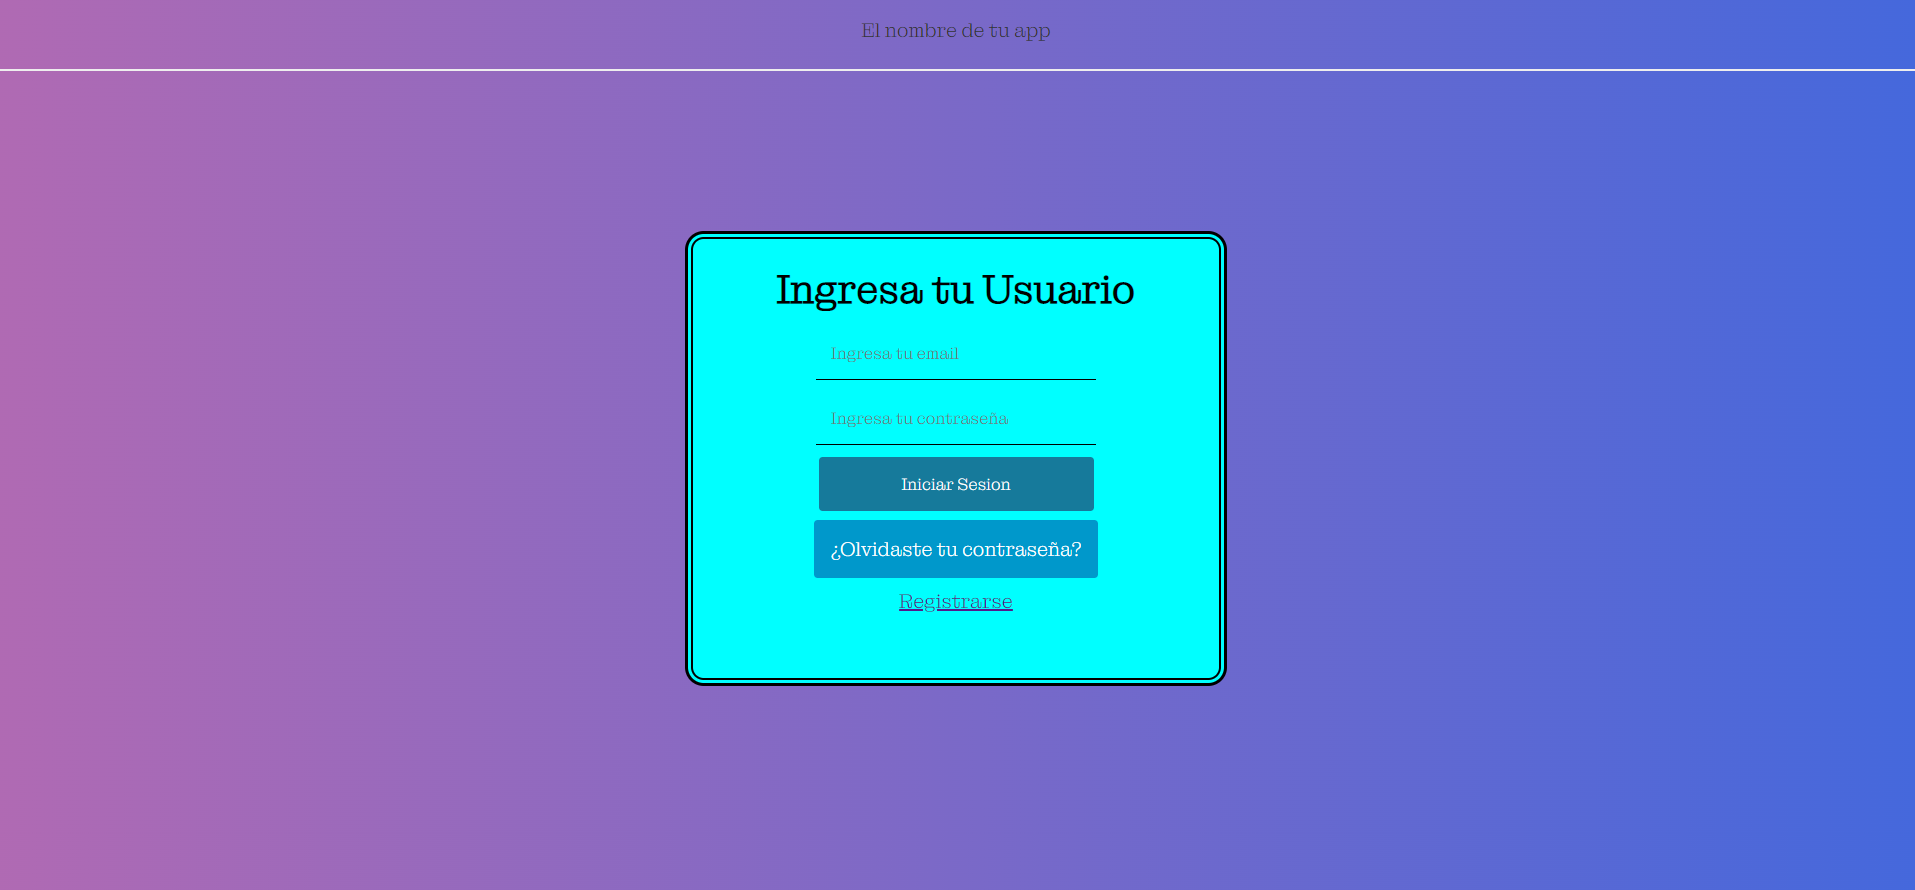 El nombre de tu app
Ingresa tu Usuario
Ingresa tu email
Ingresa tu contraseña
Iniciar Sesion
¿Olvidaste tu contraseña?
Registrarse